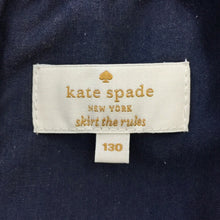 kate spade
NEW YORK
skirt the rules
130